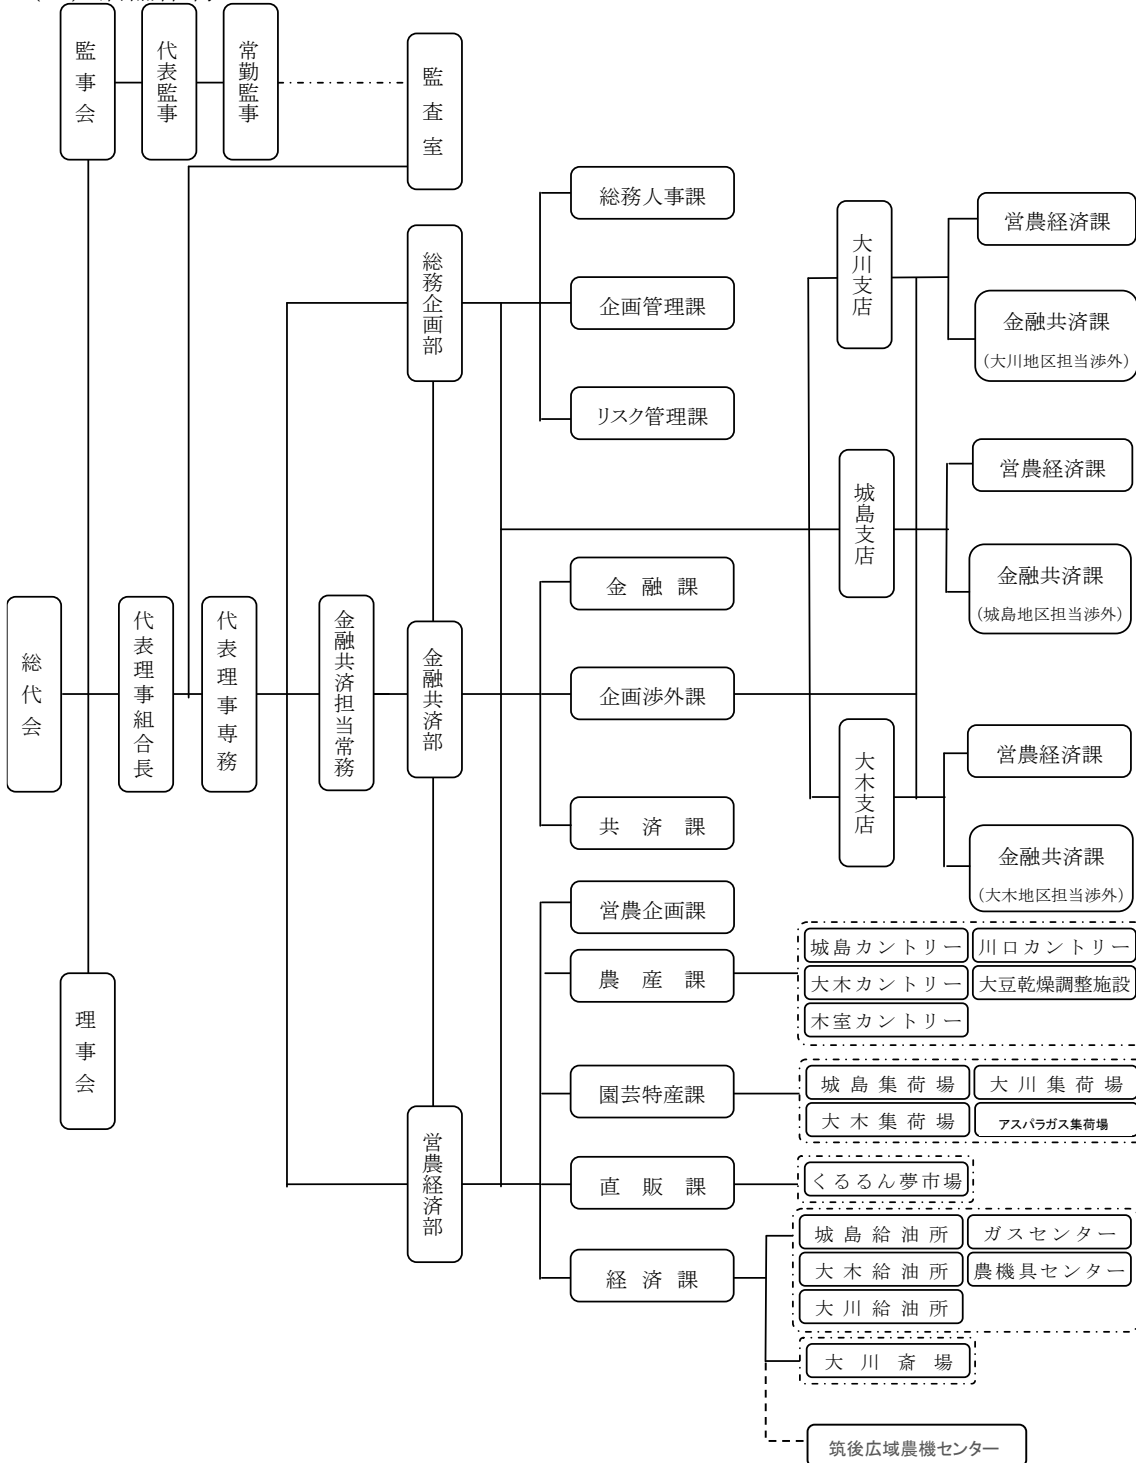 監事会
代表監事
常勤監事
監査室
総務人事課
企画管理課
リスク管理課
総務企画部
大川支店
営農経済課
金融共済課
（大川地区担当渉外）
城島支店
営農経済課
金融共済課
（城島地区担当渉外）
総代会
代表理事組合長
代表理事専務
金融共済担当常務
金融共済部
金融課
企画渉外課
共済課
大木支店
営農経済課
金融共済課
（大木地区担当渉外）
理事会
営農経済部
営農企画課
農産課
城島カントリー
川口カントリー
大木カントリー
大豆乾燥調整施設
木室カントリー
園芸特産課
城島集荷場
大川集荷場
大木集荷場
アスパラガス集荷場
直販課
くるるん夢市場
経済課
城島給油所
ガスセンター
大木給油所
農機具センター
大川給油所
大川斎場
筑後広域農機センター